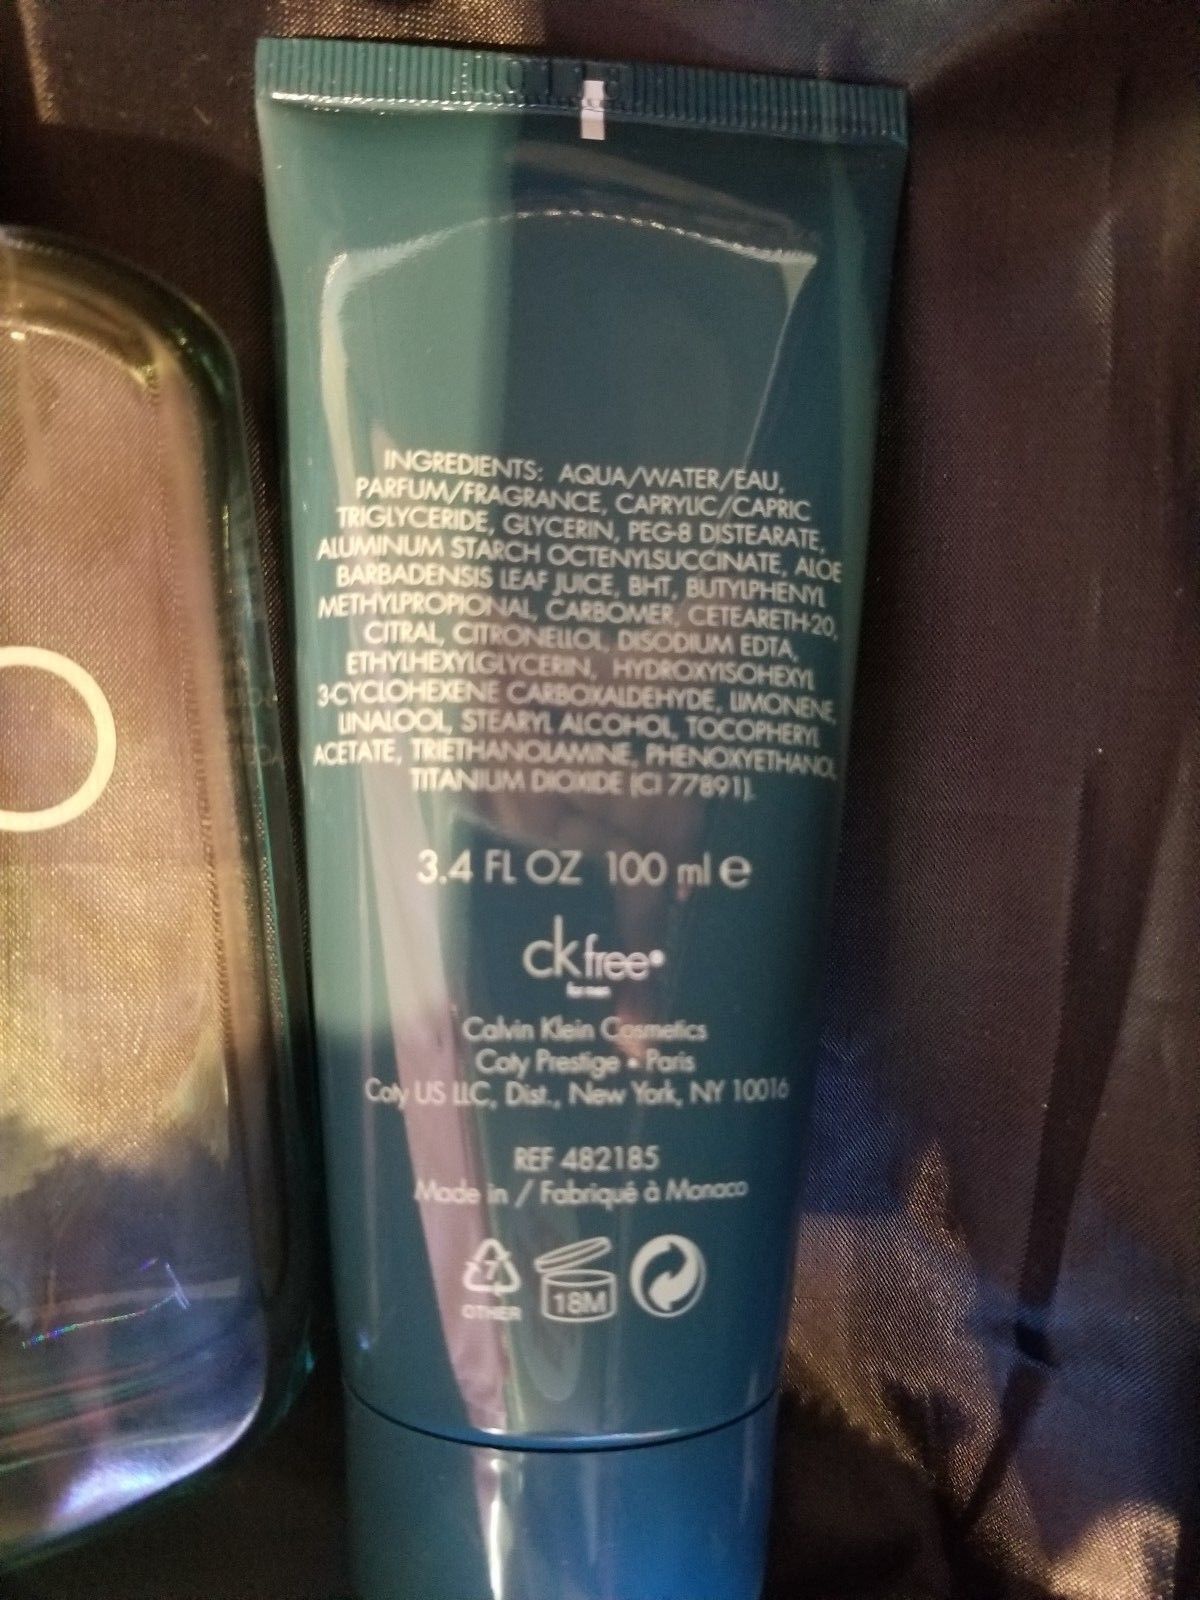 INGREDIENTS: AQUA/WATER/EAU,
PARFUM/FRAGRANCE, CAPRYLIC/CAPRIC
TRIGLYCERIDE, GLYCERIN, PEG-8 DISTEARATE,
ALUMINUM STARCH OCTENYLSUCCINATE, ALOE
BARBADENSIS LEAF JUICE, BHT, BUTYLPHENYL
METHYLPROPIONAL, CARBOMER, CETEARETH-20,
CITRAL, CITRONELLOL, DISODIUM EDTA,
ETHYLHEXYLGLYCERIN, HYDROXYISOHEXYL
3-CYCLOHEXENE CARBOXALDEHYDE, LIMONENE,
LINALOOL, STEARYL ALCOHOL, TOCOPHERYL
ACETATE, TRIETHANOLAMINE, PHENOXYETHANOL
TITANIUM DIOXIDE (CI 77891).
3.4 FL OZ 100 ml e
ck free
for men
Calvin Klein Cosmetics
Coty Prestige • Paris
Coty US LLC, Dist., New York, NY 10016
REF 482185
Made in / Fabriqué à Monaco
7
OTHER
18M